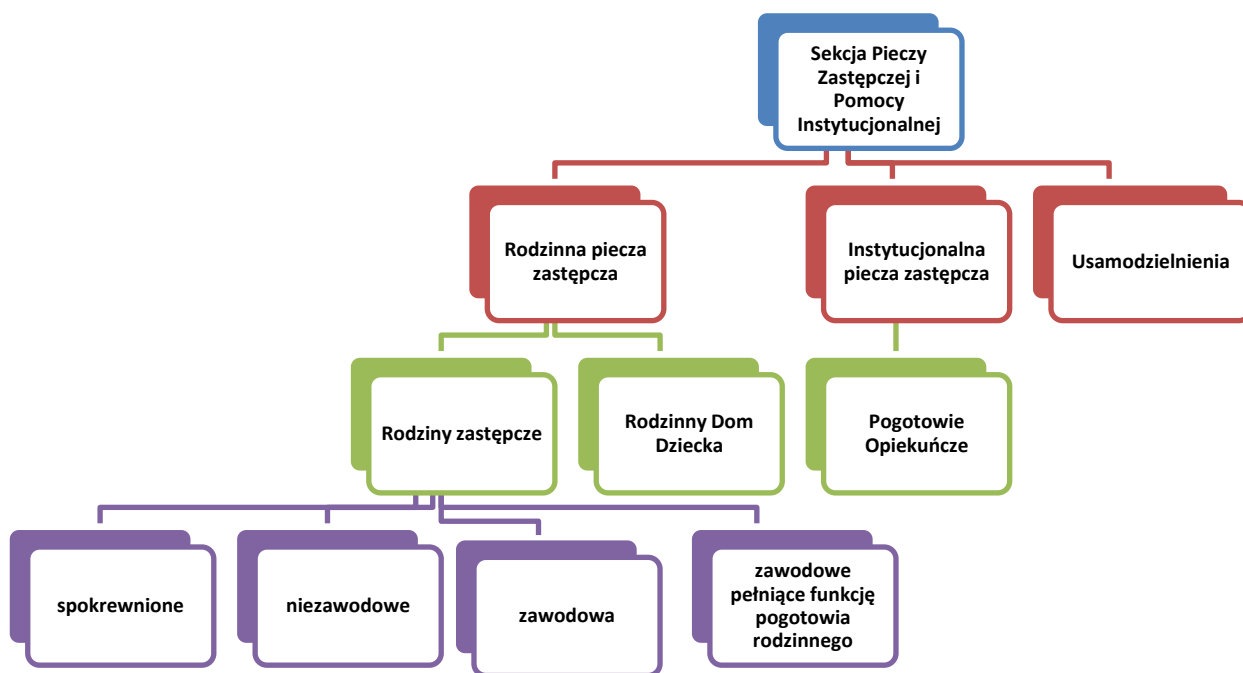 Sekcja Pieczy
Zastępczej i
Pomocy
Instytucjonalnej
Rodzinna piecza
zastępcza
Instytucjonalna
piecza zastępcza
Usamodzielnienia
Rodziny zastępcze
Rodzinny Dom
Dziecka
Pogotowie
Opiekuńcze
spokrewnione
niezawodowe
zawodowa
zawodowe
pełniące funkcję
pogotowia
rodzinnego